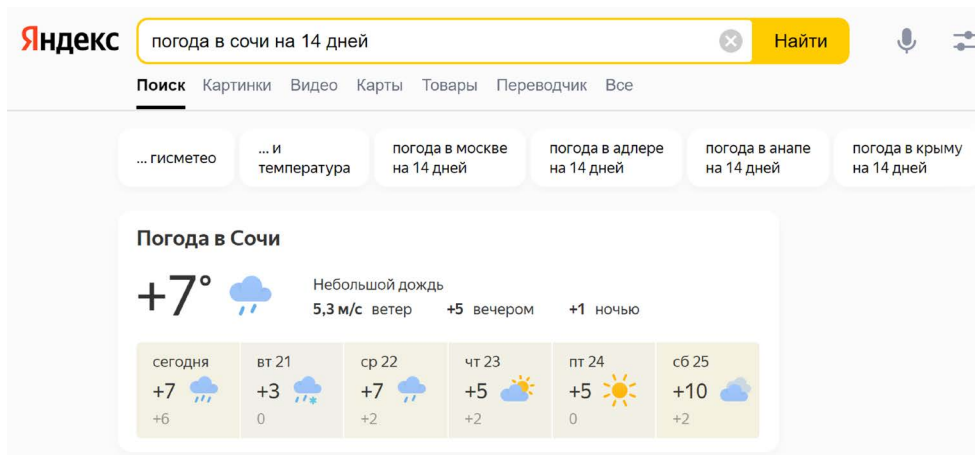 Яндекс
погода в сочи на 14 дней
Найти
Поиск Картинки Видео Карты Товары Переводчик Все
... гисметео
... и
температура
погода в москве
на 14 дней
погода в адлере
на 14 дней
погода в анапе
на 14 дней
погода в крыму
на 14 дней
Погода в Сочи
+7°
Небольшой дождь
5,3 м/с ветер +5 вечером +1 ночью
сегодня вт 21 ср 22 чт 23 пт 24 сб 25
+7 +3 +7 +5 +5 +10
+6 0 +2 +2 0 +2